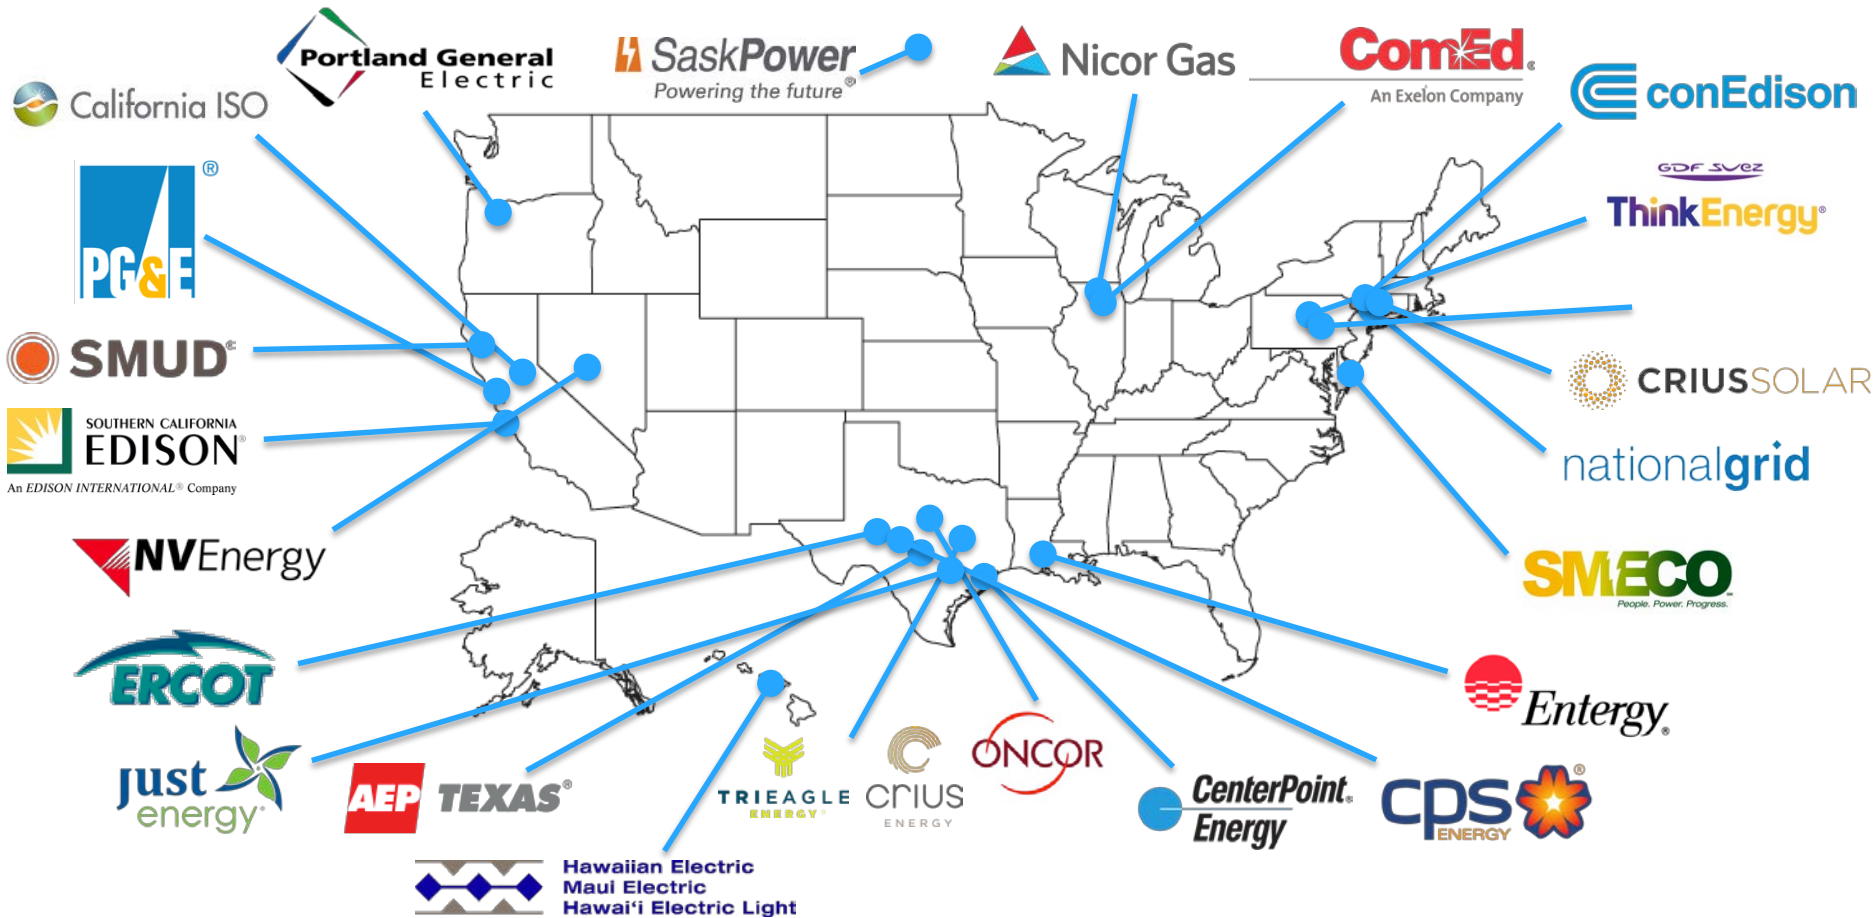 Portland General
Electric
SaskPower®
Powering the future
Nicor Gas
ComEd®
An Exelon Company
California ISO
conEdison
PG&E®
GDF SUEZ
ThinkEnergy®
SMUD®
CRIUSSOLAR
SOUTHERN CALIFORNIA
EDISON®
An EDISON INTERNATIONAL® Company
nationalgrid
NVEnergy
SMECO
People. Power. Progress.
ERCOT
Entergy®
just
energy®
AEP TEXAS®
TRIEAGLE
ENERGY®
crius
ENERGY
ONCOR
CenterPoint®
Energy
cps®
ENERGY
Hawaiian Electric
Maui Electric
Hawai‘i Electric Light